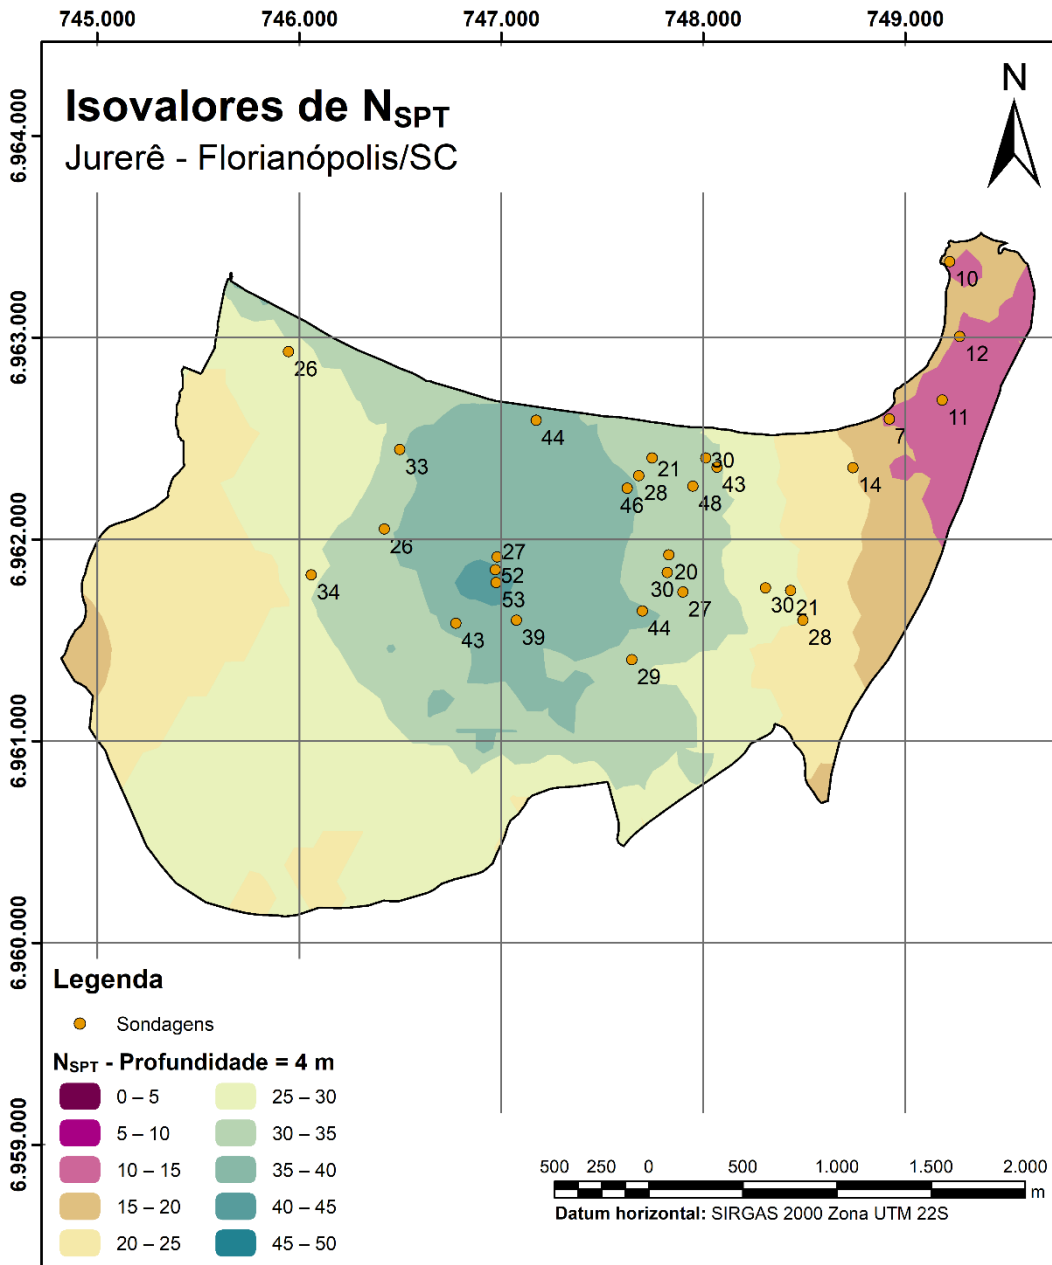 745.000 746.000 747.000 748.000 749.000
Isovalores de NSPT
Jurerê - Florianópolis/SC
N
6.964.000
6.963.000
6.962.000
6.961.000
6.960.000
6.959.000
10
12
26
11
44
7
33
21
30
43
14
28
46
48
26
27
52
20
34
53
30
27
30
21
43
39
44
28
29
Legenda
Sondagens
NSPT - Profundidade = 4 m
0 – 5 25 – 30
5 – 10 30 – 35
10 – 15 35 – 40
15 – 20 40 – 45
20 – 25 45 – 50
500 250 0 500 1.000 1.500 2.000
m
Datum horizontal: SIRGAS 2000 Zona UTM 22S